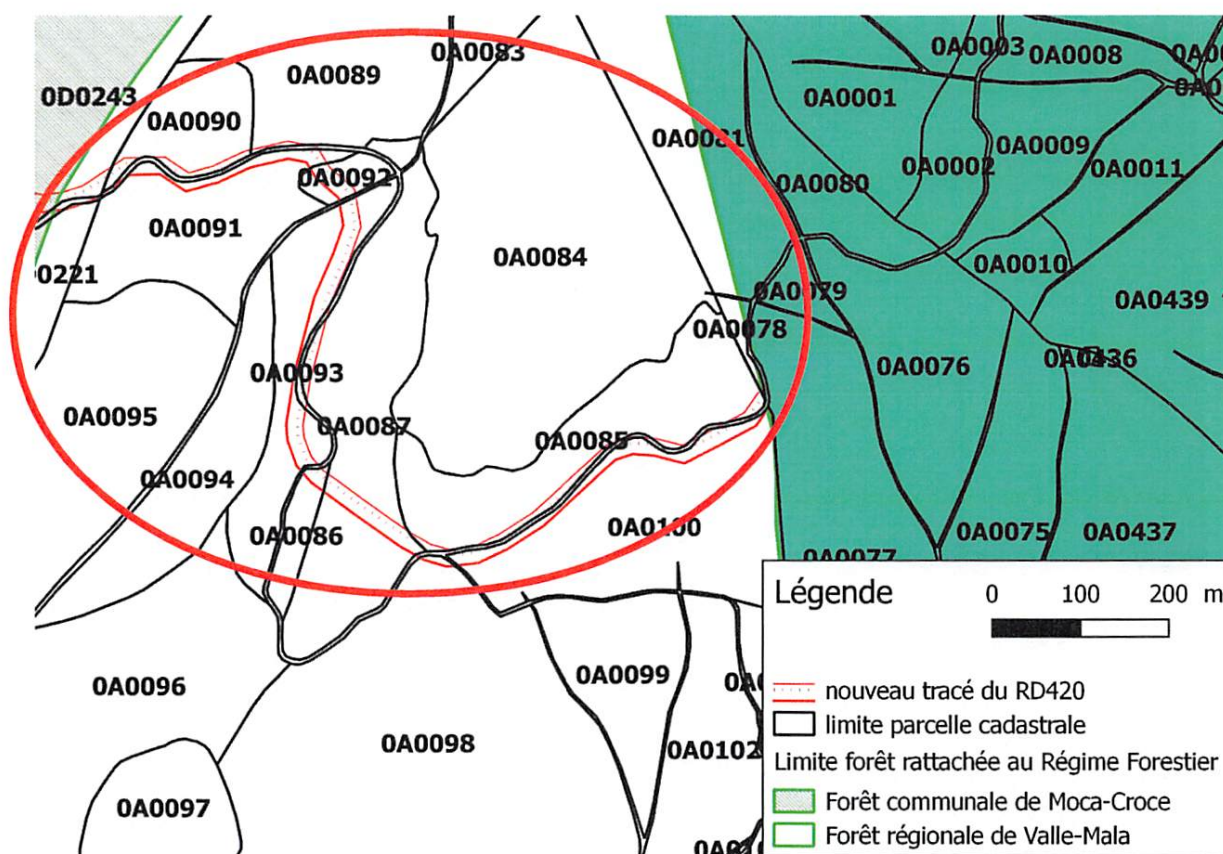 0A0083
0A0003
0A0008
0A0089
0D0243
0A0001
0A0090
0A0081
0A0009
0A0002
0A0011
0A0092
0A0080
0A0091
0A0084
0A0010
0221
0A0079
0A0439
0A0078
0A0076
0A0436
0A0093
0A0095
0A0087
0A0085
0A0094
0A0086
0A0100
0A0075
0A0437
0A0077
Légende
0 100 200 m
0A0099
0A0096
nouveau tracé du RD420
limite parcelle cadastrale
0A0098
0A0102
Limite forêt rattachée au Régime Forestier
0A0097
Forêt communale de Moca-Croce
Forêt régionale de Valle-Mala